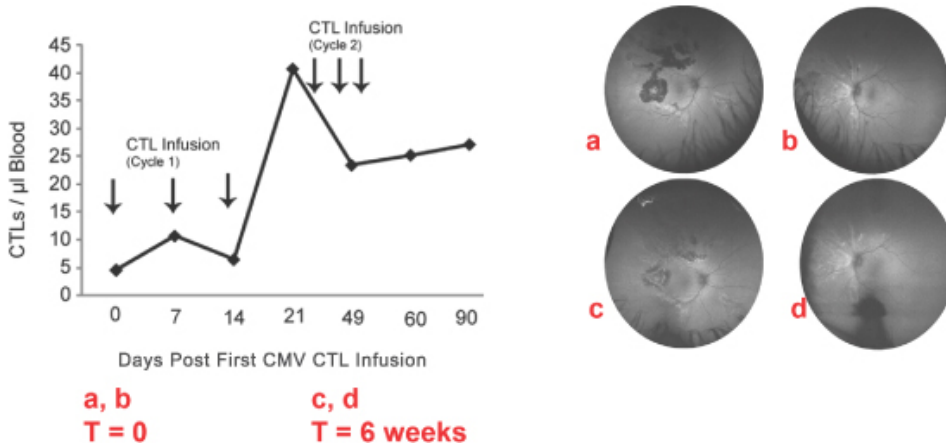 CTL Infusion
(Cycle 2)
CTL Infusion
(Cycle 1)
CTLs / µl Blood
45
40
35
30
25
20
15
10
5
0
0 7 14 21 49 60 90
Days Post First CMV CTL Infusion
a, b
T = 0
c, d
T = 6 weeks
a
b
c
d